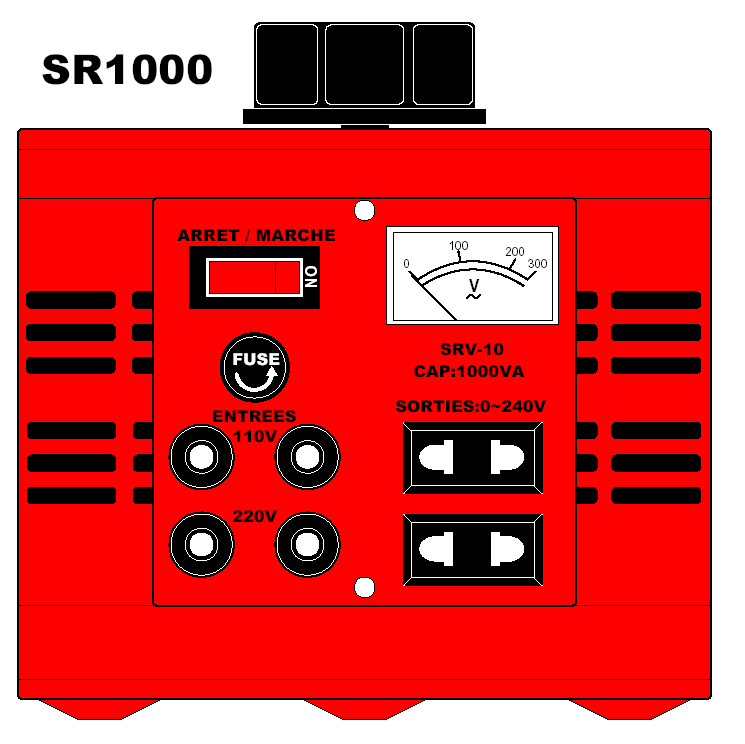 SR1000
ARRET / MARCHE
ON
0
100
200
300
V
~
SRV-10
CAP:1000VA
FUSE
SORTIES:0~240V
ENTREES
110V
220V